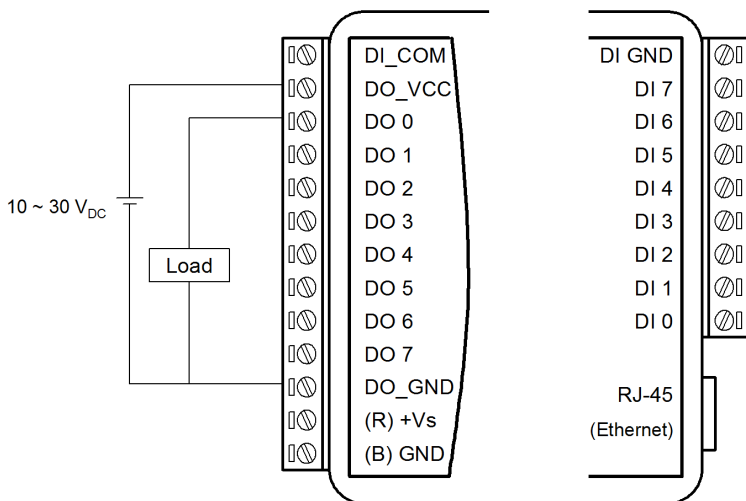 DI_COM
DO_VCC
DO 0
DO 1
DO 2
DO 3
DO 4
DO 5
DO 6
DO 7
DO_GND
(R) +Vs
(B) GND
10 ~ 30 VDC
Load
DI GND
DI 7
DI 6
DI 5
DI 4
DI 3
DI 2
DI 1
DI 0
RJ-45
(Ethernet)